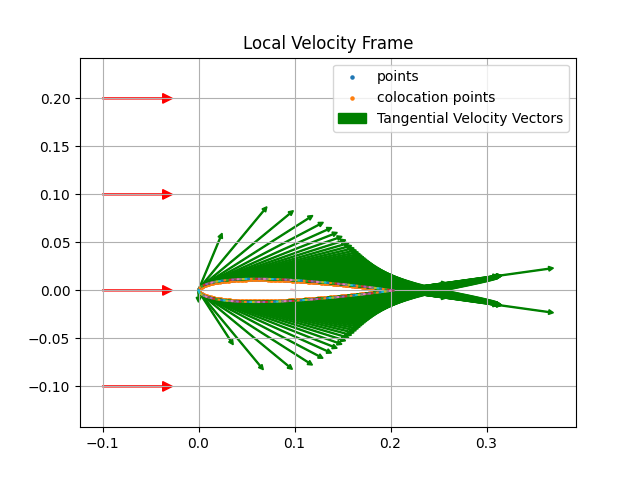 Local Velocity Frame
points
colocation points
Tangential Velocity Vectors
0.20
0.15
0.10
0.05
0.00
−0.05
−0.10
−0.1 0.0 0.1 0.2 0.3